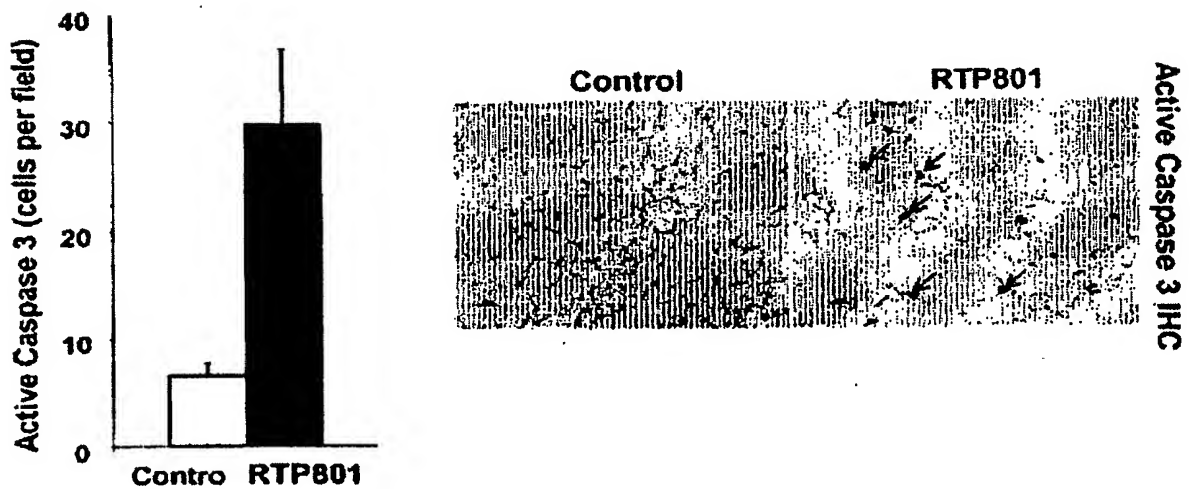 Active Caspase 3 (cells per field)
40
30
20
10
0
Contro RTP801
Control RTP801
Active Caspase 3 IHC